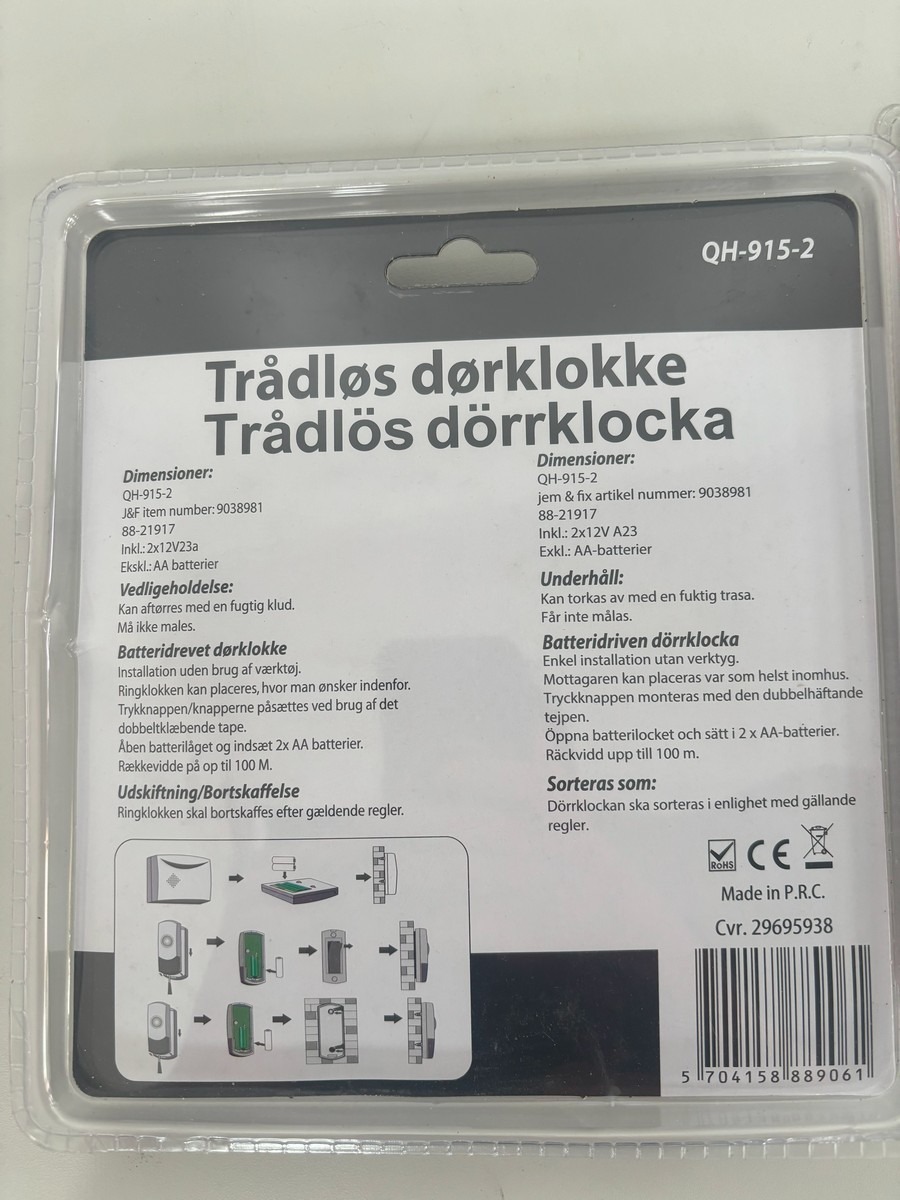 QH-915-2
Trådløs dørklokke
Trådlös dörrklocka
Dimensioner:
QH-915-2
J&F item number: 9038981
88-21917
Inkl.: 2x12V23a
Ekskl.: AA batterier
Vedligeholdelse:
Kan aftørres med en fugtig klud.
Må ikke males.
Batteridrevet dørklokke
Installation uden brug af værktøj.
Ringklokken kan placeres, hvor man ønsker indenfor.
Trykknappen/knapperne påsættes ved brug af det
dobbeltklæbende tape.
Åben batterilåget og indsæt 2x AA batterier.
Rækkevidde på op til 100 M.
Udskiftning/Bortskaffelse
Ringklokken skal bortskaffes efter gældende regler.
Dimensioner:
QH-915-2
jem & fix artikel nummer: 9038981
88-21917
Inkl.: 2x12V A23
Exkl.: AA-batterier
Underhåll:
Kan torkas av med en fuktig trasa.
Får inte målas.
Batteridriven dörrklocka
Enkel installation utan verktyg.
Mottagaren kan placeras var som helst inomhus.
Tryckknappen monteras med den dubbelhäftande
tejpen.
Öppna batterilocket och sätt i 2 x AA-batterier.
Räckvidd upp till 100 m.
Sorteras som:
Dörrklockan ska sorteras i enlighet med gällande
regler.
RoHS CE
Made in P.R.C.
Cvr. 29695938
5 704158 889061